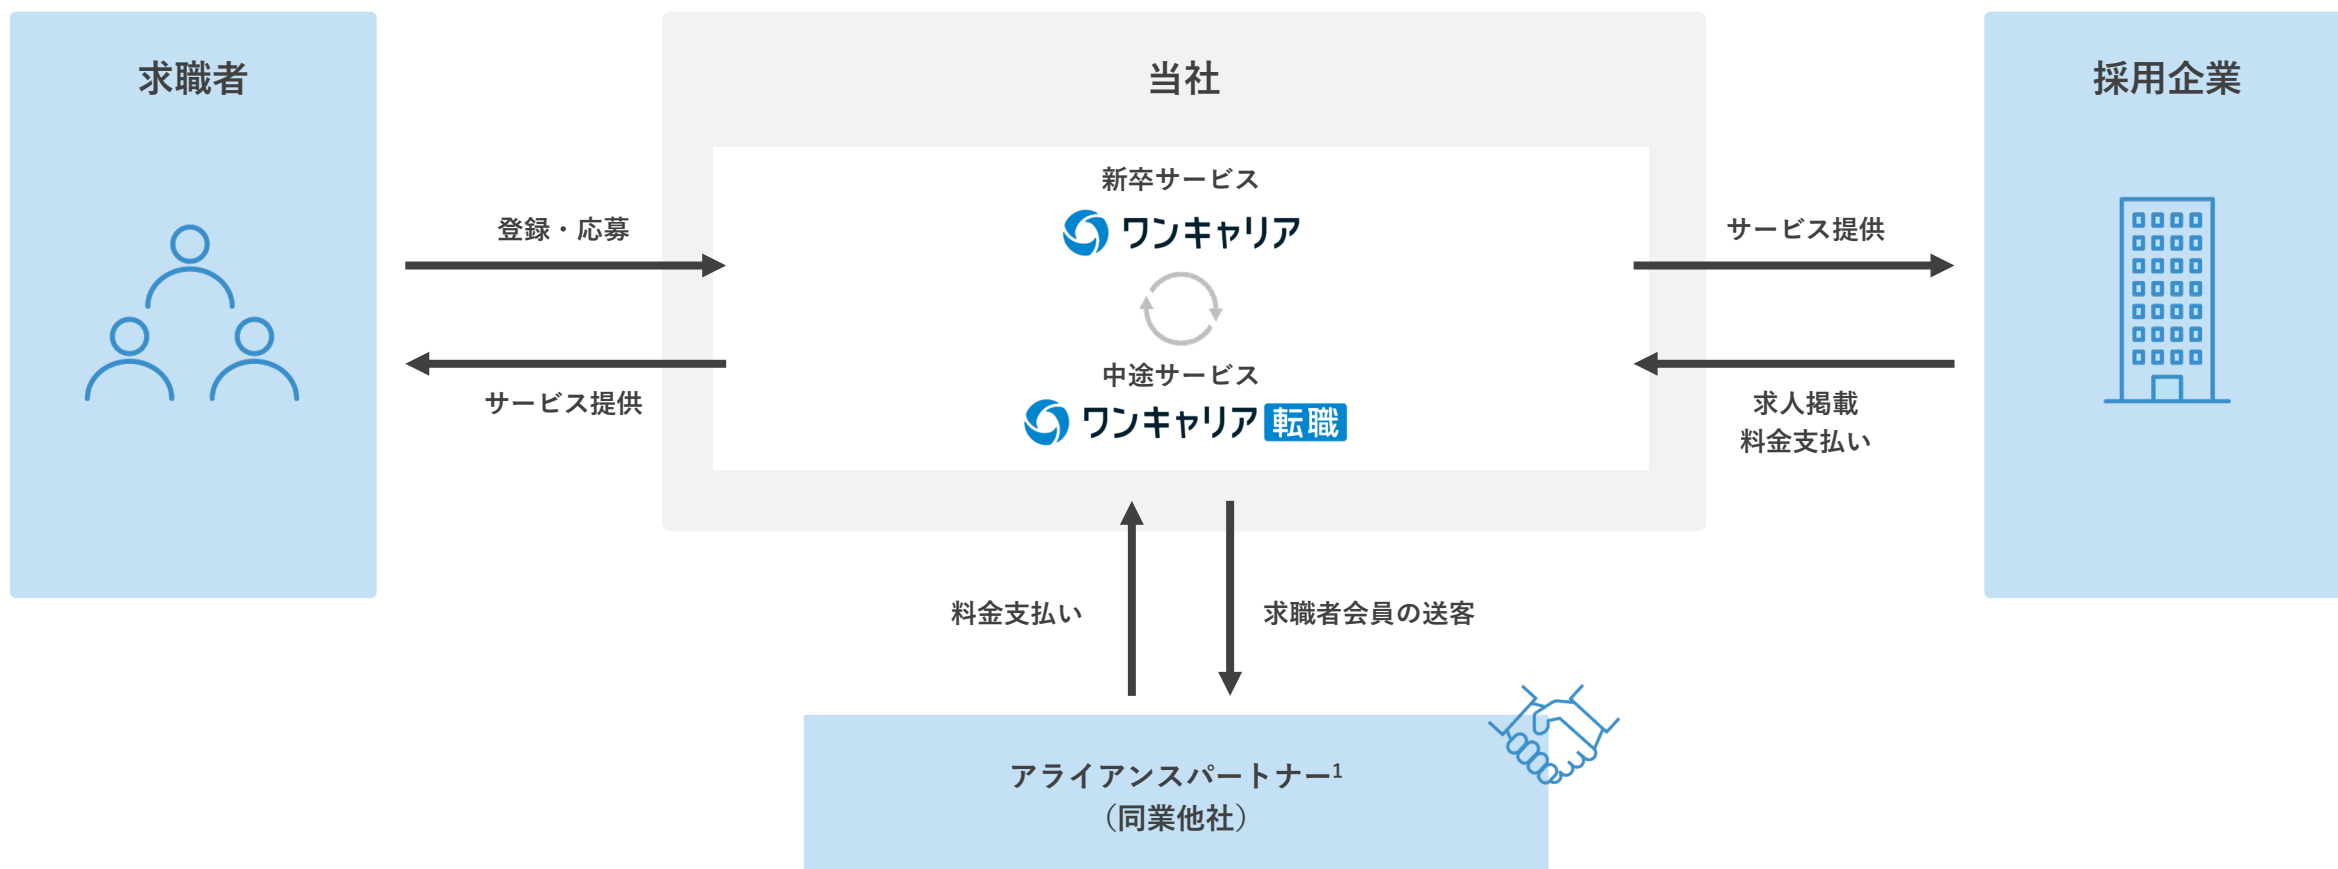 求職者
当社
採用企業
新卒サービス
ワンキャリア
登録・応募
サービス提供
中途サービス
ワンキャリア 転職
サービス提供
求人掲載
料金支払い
料金支払い
求職者会員の送客
アライアンスパートナー1
（同業他社）